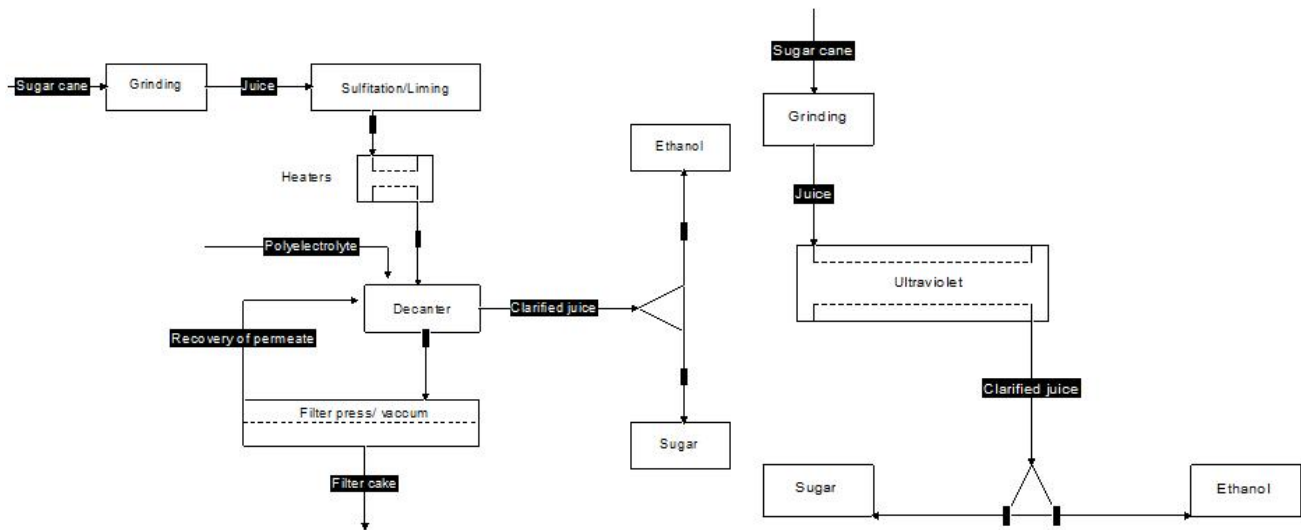 Sugar cane
Grinding
Juice
Sulfitation/Liming
Heaters
Polyelectrolyte
Decanter
Clarified juice
Recovery of permeate
Filter press/ vaccum
Filter cake
Ethanol
Sugar
Sugar cane
Grinding
Juice
Ultraviolet
Clarified juice
Sugar
Ethanol